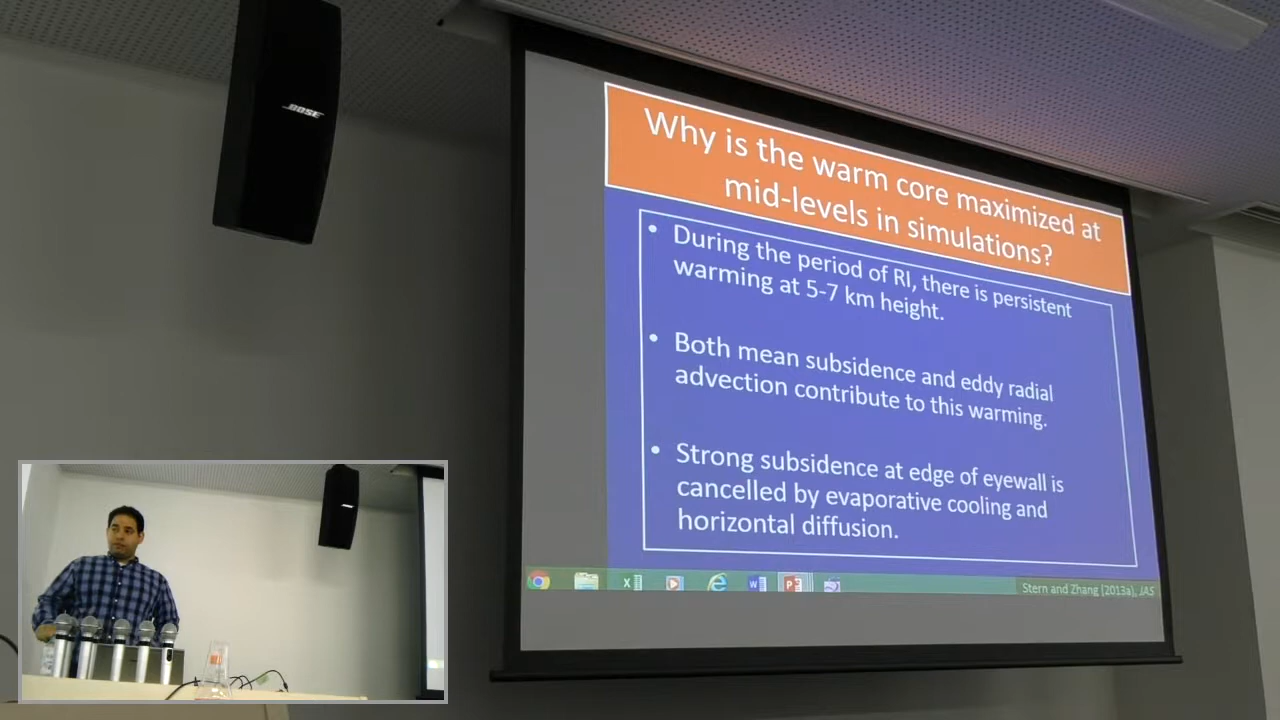 BOSE
Why is the warm core maximized at
mid-levels in simulations?
• During the period of RI, there is persistent
warming at 5-7 km height.
• Both mean subsidence and eddy radial
advection contribute to this warming.
• Strong subsidence at edge of eyewall is
cancelled by evaporative cooling and
horizontal diffusion.
Stern and Zhang (2013a), JAS